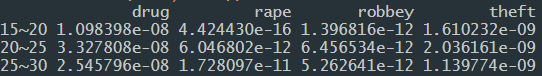 drug rape robbey theft
15~20 1.098398e-08 4.424430e-16 1.396816e-12 1.610232e-09
20~25 3.327808e-08 6.046802e-12 6.456534e-12 2.036161e-09
25~30 2.545796e-08 1.728097e-11 5.262641e-12 1.139774e-09